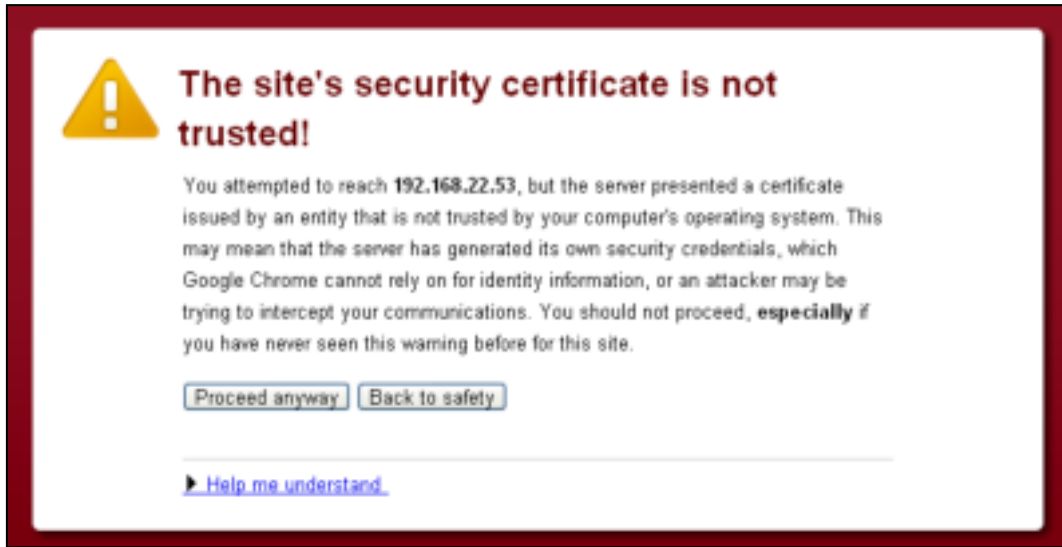 The site's security certificate is not
trusted!
You attempted to reach 192.168.22.53, but the server presented a certificate
issued by an entity that is not trusted by your computer's operating system. This
may mean that the server has generated its own security credentials, which
Google Chrome cannot rely on for identity information, or an attacker may be
trying to intercept your communications. You should not proceed, especially if
you have never seen this warning before for this site.
Proceed anyway Back to safety
Help me understand